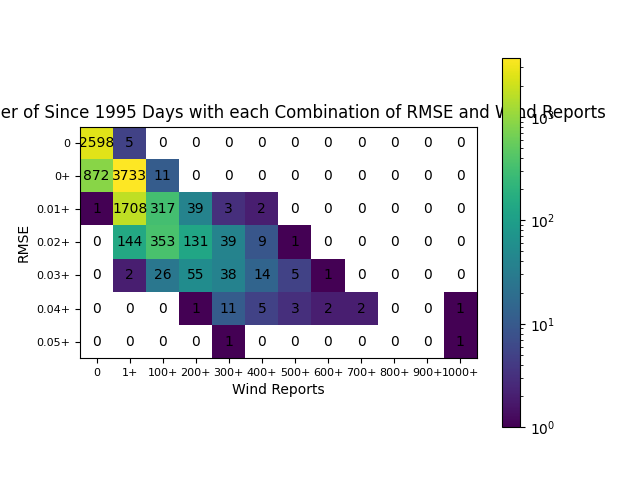 er of Since 1995 Days with each Combination of RMSE and Wind Reports
RMSE
0 2598 5 0 0 0 0 0 0 0 0 0 0
0+ 872 3733 11 0 0 0 0 0 0 0 0 0
0.01+ 1 1708 317 39 3 2 0 0 0 0 0 0
0.02+ 0 144 353 131 39 9 1 0 0 0 0 0
0.03+ 0 2 26 55 38 14 5 1 0 0 0 0
0.04+ 0 0 0 1 11 5 3 2 2 0 0 1
0.05+ 0 0 0 0 1 0 0 0 0 0 0 1
0 1+ 100+ 200+ 300+ 400+ 500+ 600+ 700+ 800+ 900+ 1000+
Wind Reports
10³
10²
10¹
10⁰